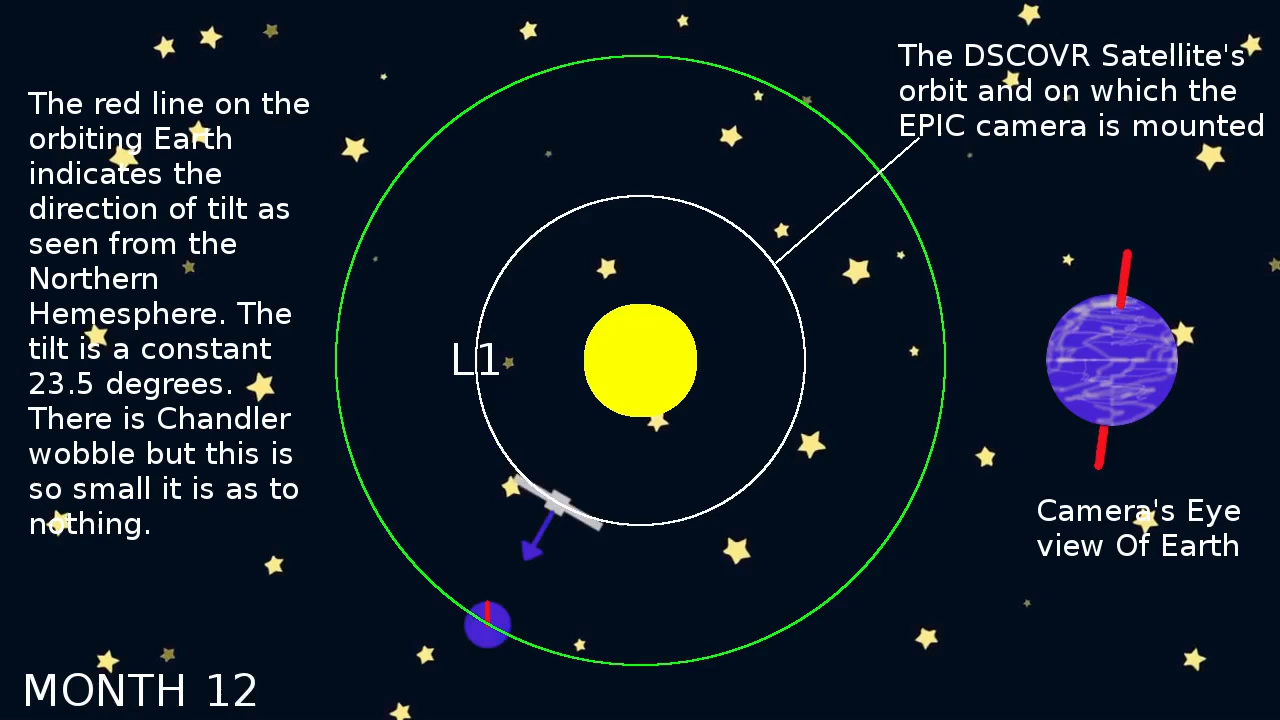 The red line on the
orbiting Earth
indicates the
direction of tilt as
seen from the
Northern
Hemesphere. The
tilt is a constant
23.5 degrees.
There is Chandler
wobble but this is
so small it is as to
nothing.
The DSCOVR Satellite's
orbit and on which the
EPIC camera is mounted
L1
Camera's Eye
view Of Earth
MONTH 12